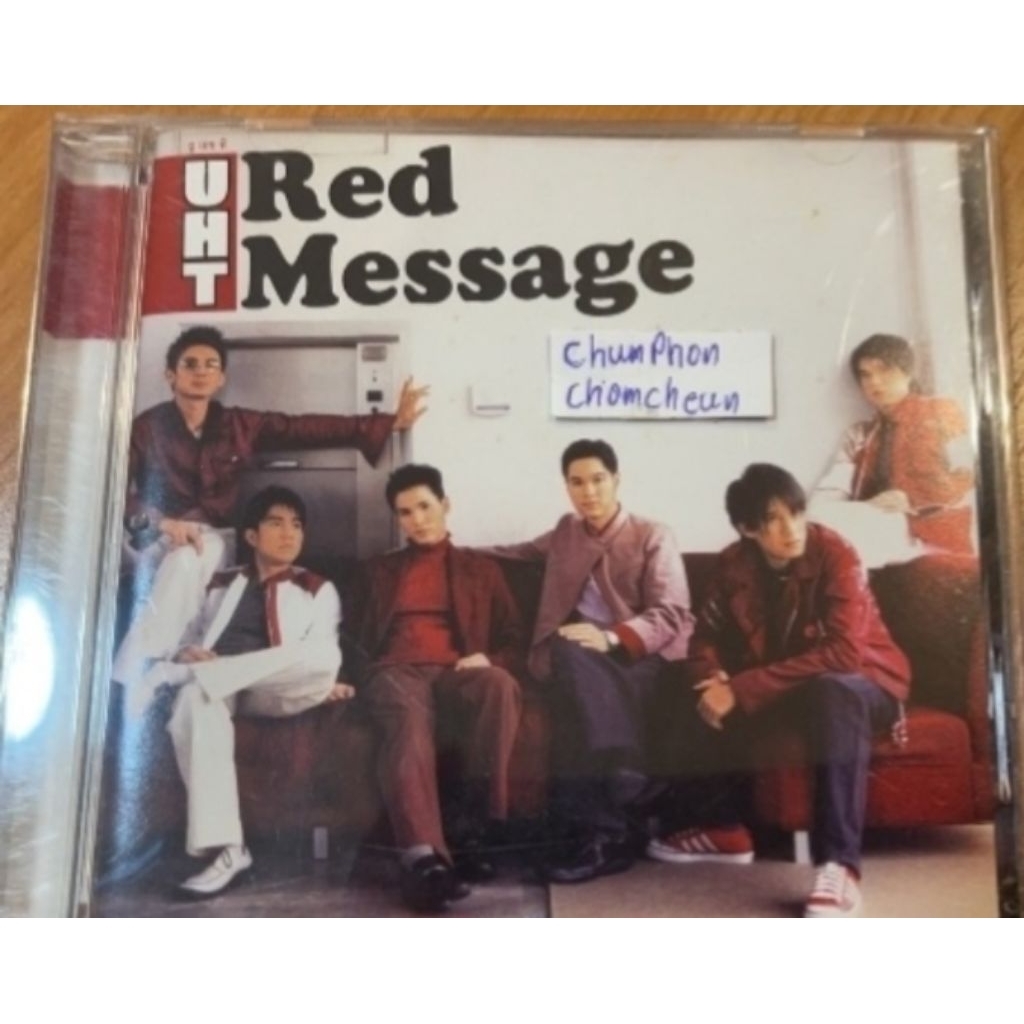 UHT
Red
Message
ChumPhon
Chomcheun